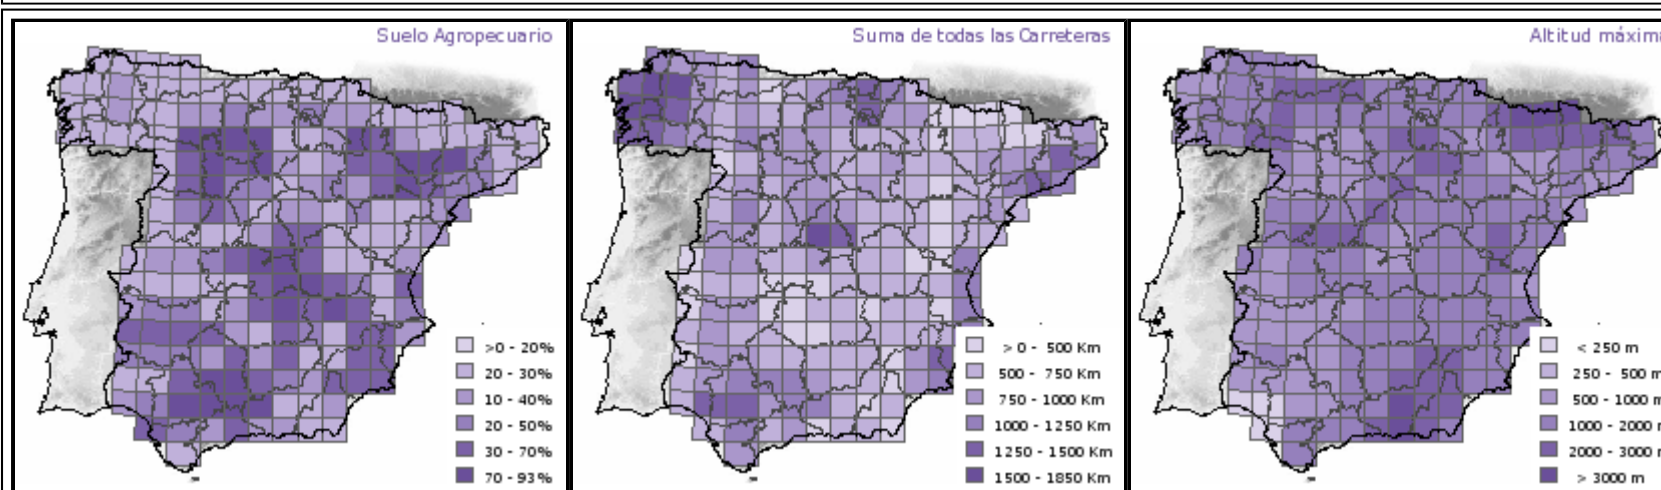 Suelo Agropecuario
>0 - 20%
20 - 30%
10 - 40%
20 - 50%
30 - 70%
70 - 93%
Suma de todas las Carreteras
> 0 - 500 Km
500 - 750 Km
750 - 1000 Km
1000 - 1250 Km
1250 - 1500 Km
1500 - 1850 Km
Altitud máxima
< 250 m
250 - 500 m
500 - 1000 m
1000 - 2000 m
2000 - 3000 m
> 3000 m